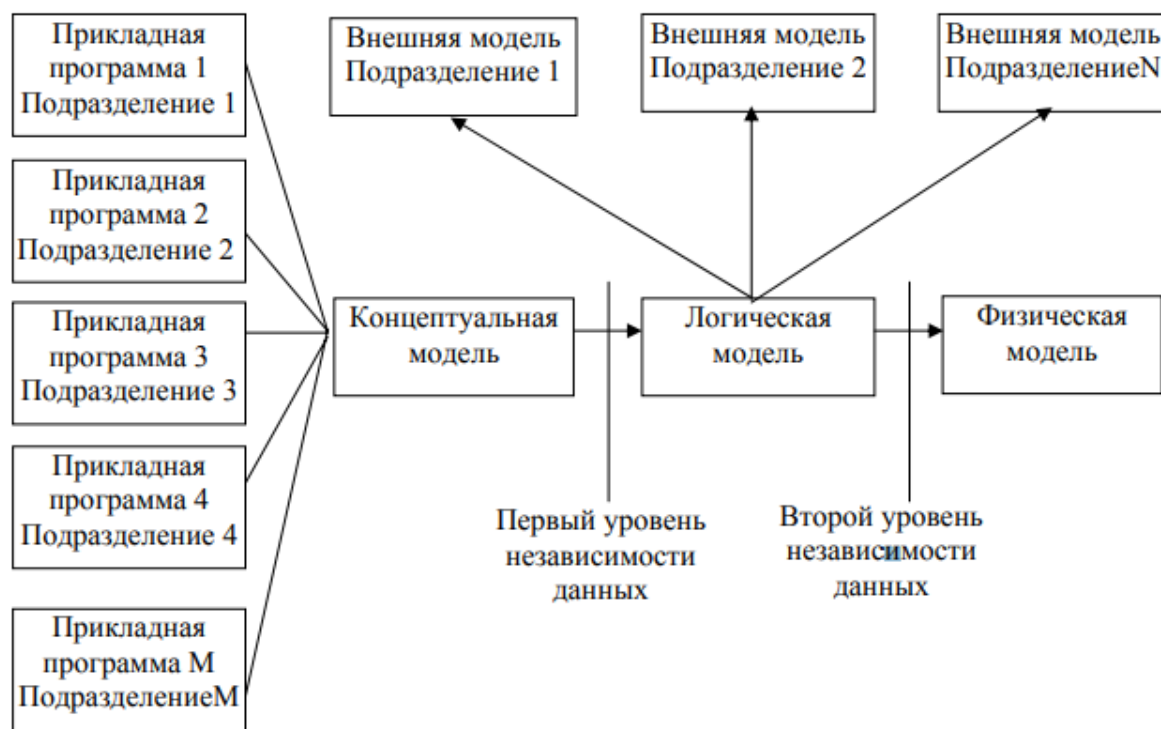 Прикладная
программа 1
Подразделение 1
Внешняя модель
Подразделение 1
Внешняя модель
Подразделение 2
Внешняя модель
ПодразделениеN
Прикладная
программа 2
Подразделение 2
Прикладная
программа 3
Подразделение 3
Концептуальная
модель
Логическая
модель
Физическая
модель
Прикладная
программа 4
Подразделение 4
Первый уровень
независимости
данных
Второй уровень
независимости
данных
Прикладная
программа М
ПодразделениеМ